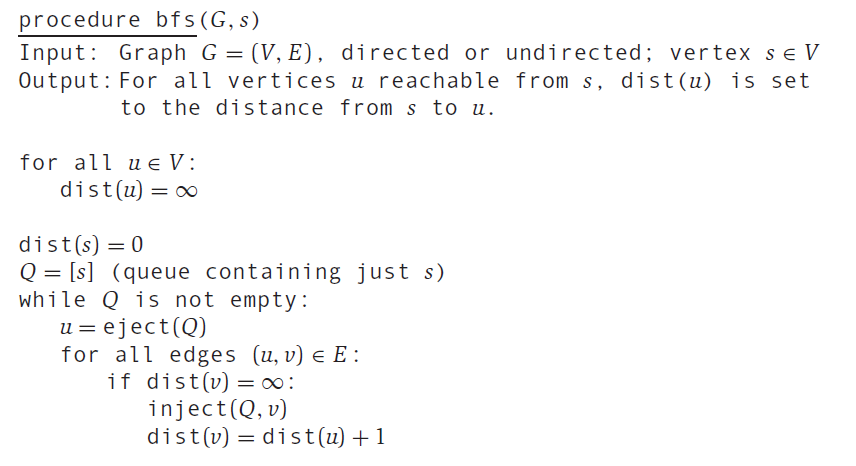 procedure bfs(G, s)
Input: Graph G = (V, E), directed or undirected; vertex s ∈ V
Output: For all vertices u reachable from s, dist(u) is set
to the distance from s to u.
for all u ∈ V:
dist(u) = ∞
dist(s) = 0
Q = [s] (queue containing just s)
while Q is not empty:
u = eject(Q)
for all edges (u, v) ∈ E:
if dist(v) = ∞:
inject(Q, v)
dist(v) = dist(u) + 1